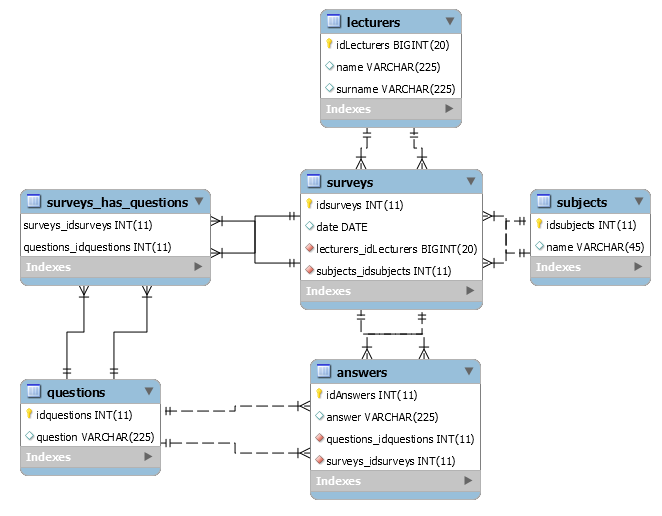 lecturers
idLecturers BIGINT(20)
name VARCHAR(225)
surname VARCHAR(225)
Indexes
surveys_has_questions
surveys_idsurveys INT(11)
questions_idquestions INT(11)
Indexes
surveys
idsurveys INT(11)
date DATE
lecturers_idLecturers BIGINT(20)
subjects_idsubjects INT(11)
Indexes
subjects
idsubjects INT(11)
name VARCHAR(45)
Indexes
questions
idquestions INT(11)
question VARCHAR(225)
Indexes
answers
idAnswers INT(11)
answer VARCHAR(225)
questions_idquestions INT(11)
surveys_idsurveys INT(11)
Indexes